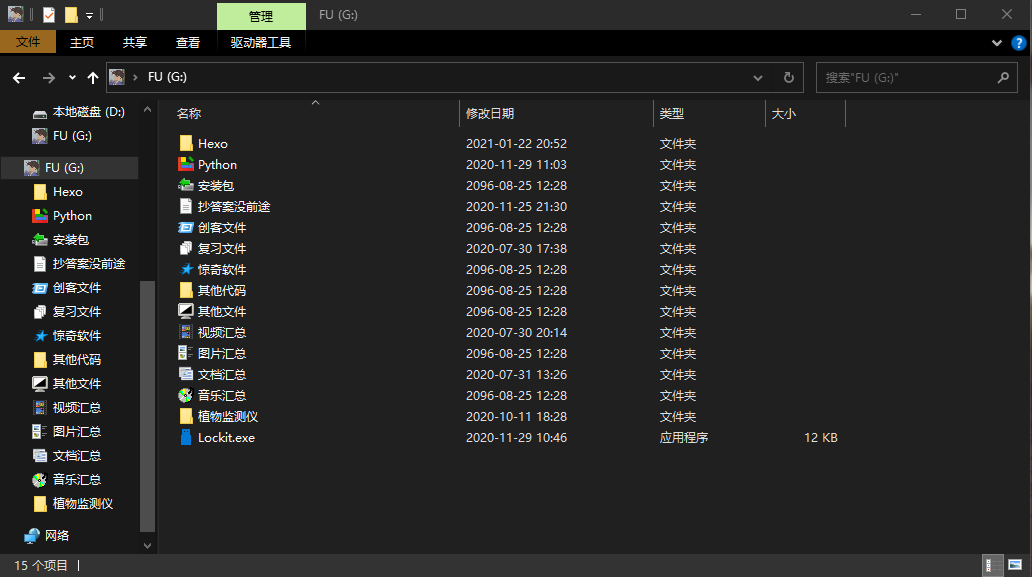 管理 FU (G:)
文件 主页 共享 查看 驱动器工具
FU (G:) 搜索"FU (G:)"
本地磁盘 (D:)
FU (G:)
FU (G:)
Hexo
Python
安装包
抄答案没前途
创客文件
复习文件
惊奇软件
其他代码
其他文件
视频汇总
图片汇总
文档汇总
音乐汇总
植物监测仪
网络
名称 修改日期 类型 大小
Hexo 2021-01-22 20:52 文件夹
Python 2020-11-29 11:03 文件夹
安装包 2096-08-25 12:28 文件夹
抄答案没前途 2020-11-25 21:30 文件夹
创客文件 2096-08-25 12:28 文件夹
复习文件 2020-07-30 17:38 文件夹
惊奇软件 2096-08-25 12:28 文件夹
其他代码 2096-08-25 12:28 文件夹
其他文件 2096-08-25 12:28 文件夹
视频汇总 2020-07-30 20:14 文件夹
图片汇总 2096-08-25 12:28 文件夹
文档汇总 2020-07-31 13:26 文件夹
音乐汇总 2096-08-25 12:28 文件夹
植物监测仪 2020-10-11 18:28 文件夹
Lockit.exe 2020-11-29 10:46 应用程序 12 KB
15 个项目